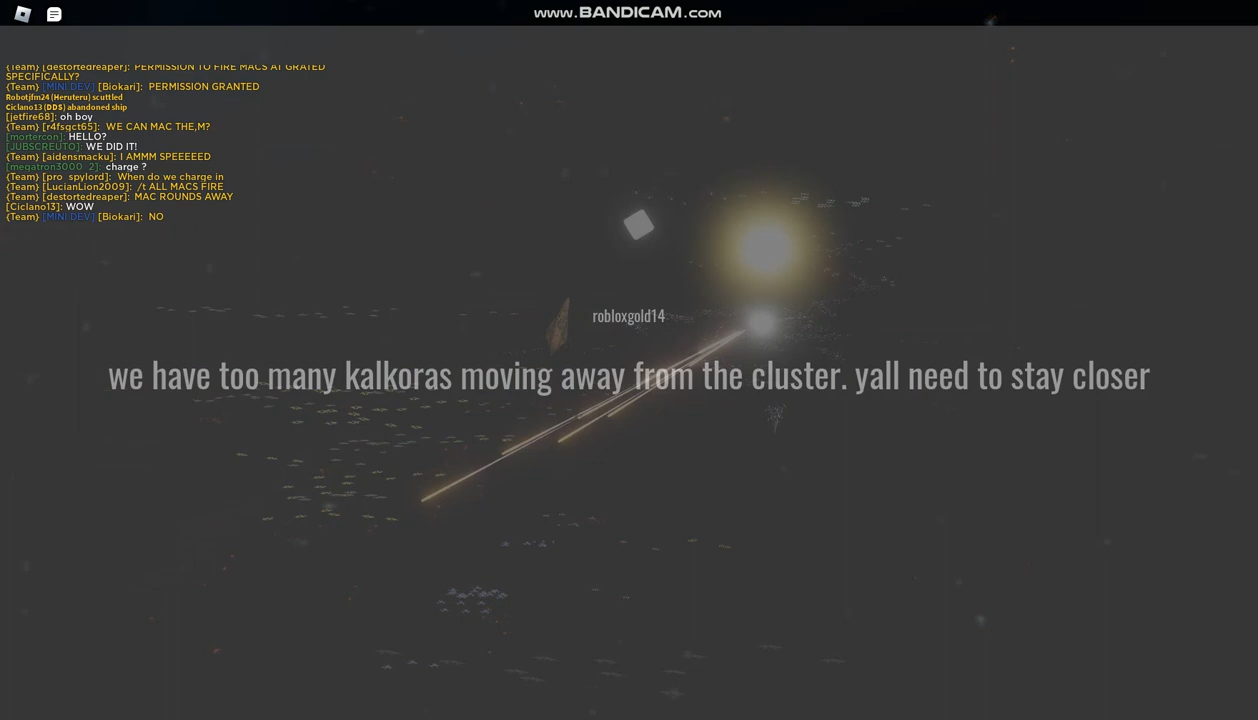 www.BANDICAM.com
{Team} [destortedreaper]: PERMISSION TO FIRE MACS AT GRATED
SPECIFICALLY?
{Team} [MINI DEV] [Biokari]: PERMISSION GRANTED
Robotjfm24 (Heruteru) scuttled
Ciclano13 (DDS) abandoned ship
[jetfire68]: oh boy
{Team} [r4fsgct65]: WE CAN MAC THE,M?
[mortercon]: HELLO?
[JUBSCREUTO]: WE DID IT!
{Team} [aidensmacku]: I AMMM SPEEEEED
[megatron3000_2]: charge ?
{Team} [pro_spylord]: When do we charge in
{Team} [LucianLion2009]: /t ALL MACS FIRE
{Team} [destortedreaper]: MAC ROUNDS AWAY
[Ciclano13]: WOW
{Team} [MINI DEV] [Biokari]: NO
robloxgold14
we have too many kalkoras moving away from the cluster. yall need to stay closer